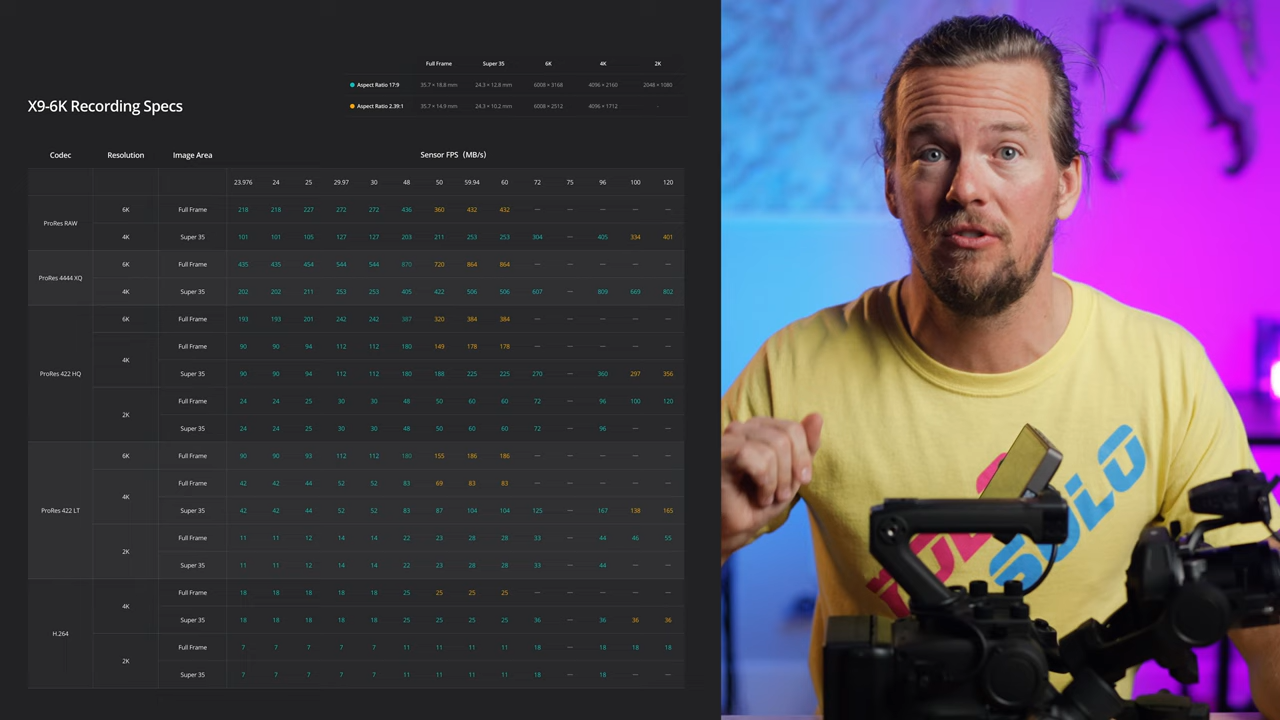 Full Frame Super 35 6K 4K 2K
Aspect Ratio 17:9 35.7 × 18.8 mm 24.3 × 12.8 mm 6008 × 3168 4096 × 2160 2048 × 1080
Aspect Ratio 2.39:1 35.7 × 14.9 mm 24.3 × 10.2 mm 6008 × 2512 4096 × 1712 -
X9-6K Recording Specs
Codec Resolution Image Area Sensor FPS (MB/s)
23.976 24 25 29.97 30 48 50 59.94 60 72 75 96 100 120
ProRes RAW
6K Full Frame 218 218 227 272 272 436 360 432 432 — — — — —
4K Super 35 101 101 105 127 127 203 211 253 253 304 — 405 334 401
ProRes 4444 XQ
6K Full Frame 435 435 454 544 544 870 720 864 864 — — — — —
4K Super 35 202 202 211 253 253 405 422 506 506 607 — 809 669 802
ProRes 422 HQ
6K Full Frame 193 193 201 242 242 387 320 384 384 — — — — —
4K Full Frame 90 90 94 112 112 180 149 178 178 — — — — —
Super 35 90 90 94 112 112 180 188 225 225 270 — 360 297 356
2K Full Frame 24 24 25 30 30 48 50 60 60 72 — 96 100 120
Super 35 24 24 25 30 30 48 50 60 60 72 — 96 — —
ProRes 422 LT
6K Full Frame 90 90 93 112 112 180 155 186 186 — — — — —
4K Full Frame 42 42 44 52 52 83 69 83 83 — — — — —
Super 35 42 42 44 52 52 83 87 104 104 125 — 167 138 165
2K Full Frame 11 11 12 14 14 22 23 28 28 33 — 44 46 55
Super 35 11 11 12 14 14 22 23 28 28 33 — 44 — —
H.264
4K Full Frame 18 18 18 18 18 25 25 25 25 — — — — —
Super 35 18 18 18 18 18 25 25 25 25 36 — 36 36 36
2K Full Frame 7 7 7 7 7 11 11 11 11 18 — 18 18 18
Super 35 7 7 7 7 7 11 11 11 11 18 — 18 — —
SOLO